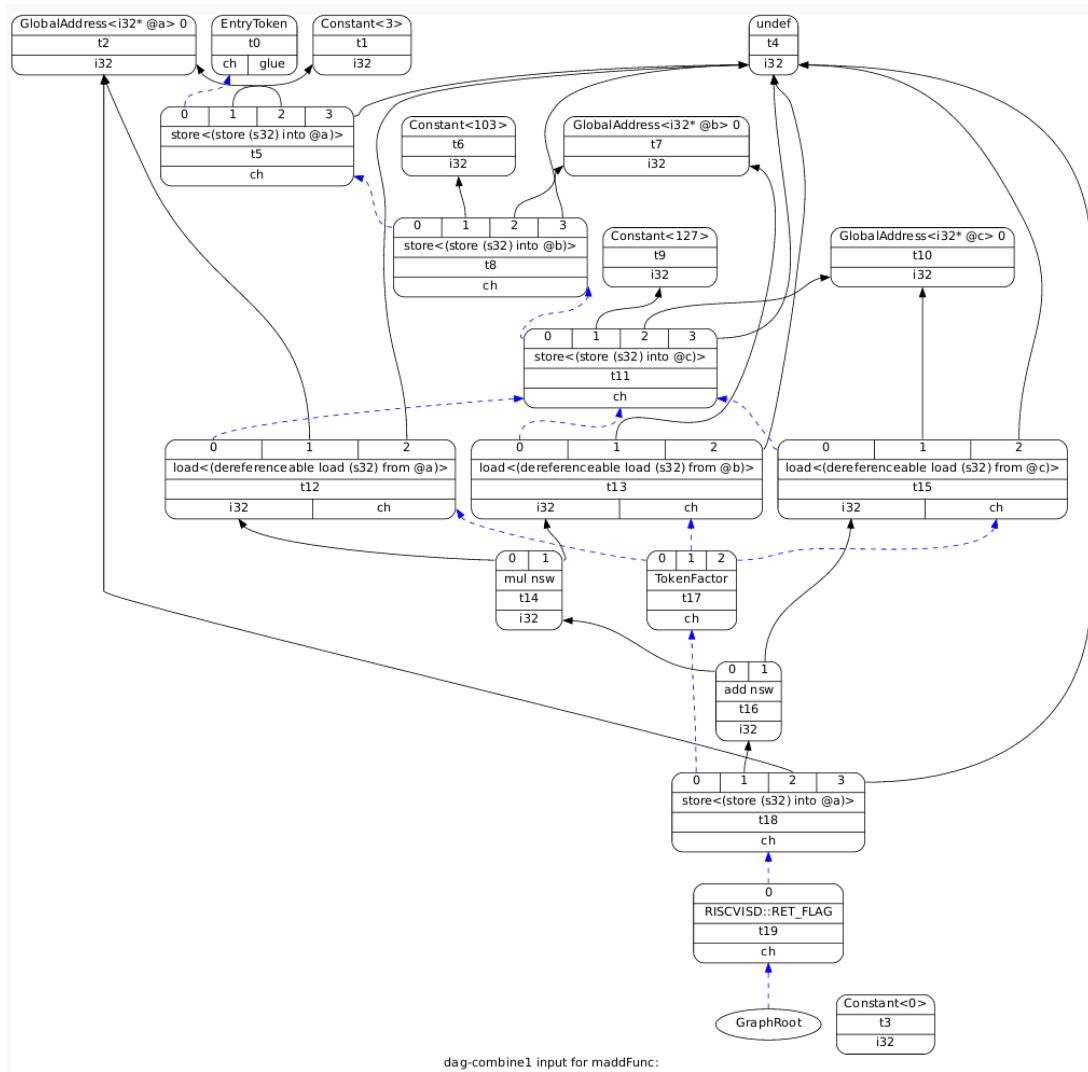 GlobalAddress<i32* @a> 0
t2
i32
EntryToken
t0
ch glue
Constant<3>
t1
i32
undef
t4
i32
0 1 2 3
store<(store (s32) into @a)>
t5
ch
Constant<103>
t6
i32
GlobalAddress<i32* @b> 0
t7
i32
0 1 2 3
store<(store (s32) into @b)>
t8
ch
Constant<127>
t9
i32
GlobalAddress<i32* @c> 0
t10
i32
0 1 2 3
store<(store (s32) into @c)>
t11
ch
0 1 2
load<(dereferenceable load (s32) from @a)>
t12
i32 ch
0 1 2
load<(dereferenceable load (s32) from @b)>
t13
i32 ch
0 1 2
load<(dereferenceable load (s32) from @c)>
t15
i32 ch
0 1
mul nsw
t14
i32
0 1 2
TokenFactor
t17
ch
0 1
add nsw
t16
i32
0 1 2 3
store<(store (s32) into @a)>
t18
ch
0
RISCVISD::RET_FLAG
t19
ch
GraphRoot
Constant<0>
t3
i32
dag-combine1 input for maddFunc: